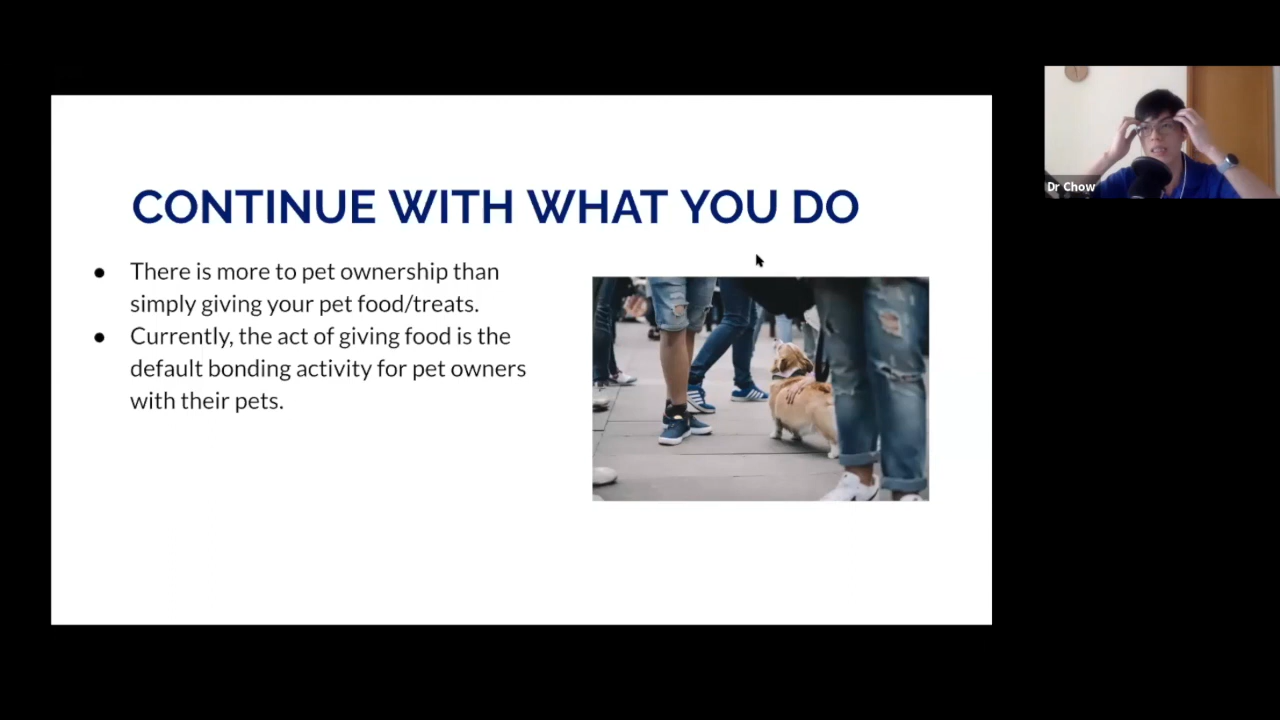 CONTINUE WITH WHAT YOU DO
● There is more to pet ownership than
simply giving your pet food/treats.
● Currently, the act of giving food is the
default bonding activity for pet owners
with their pets.
Dr Chow